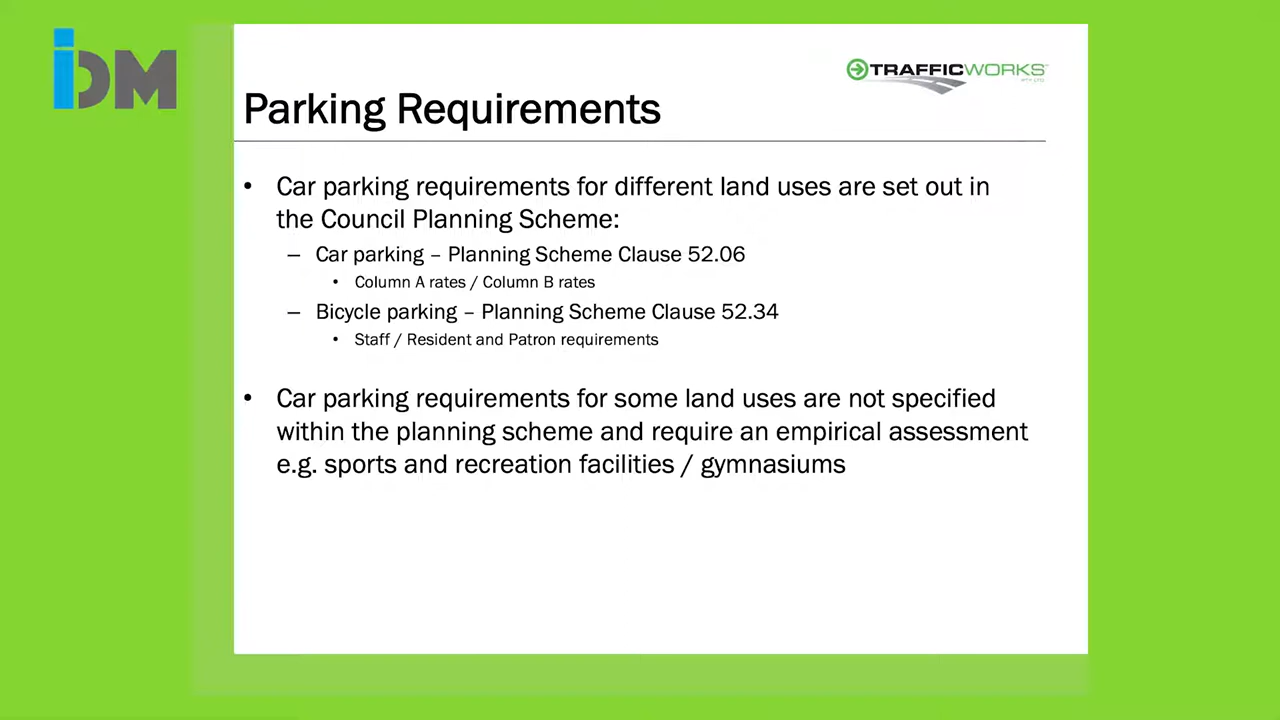 iDM
TRAFFICWORKS
Parking Requirements
• Car parking requirements for different land uses are set out in
the Council Planning Scheme:
– Car parking – Planning Scheme Clause 52.06
• Column A rates / Column B rates
– Bicycle parking – Planning Scheme Clause 52.34
• Staff / Resident and Patron requirements
• Car parking requirements for some land uses are not specified
within the planning scheme and require an empirical assessment
e.g. sports and recreation facilities / gymnasiums